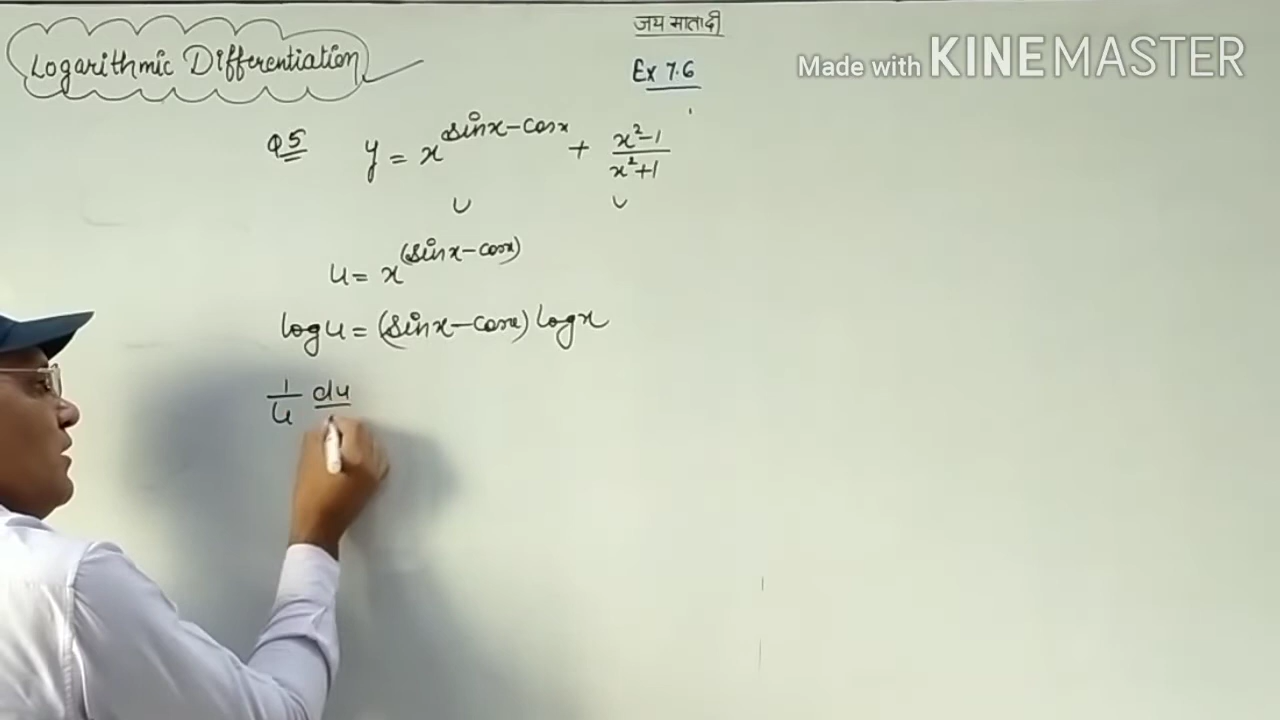 जय माता दी
Logarithmic Differentiation
Ex 7.6
Made with KINEMASTER
Q5 y = x^(sinx-cosx) + (x²-1)/(x²+1)
u = x^(sinx-cosx)
log u = (sinx-cosx) log x
1/u du